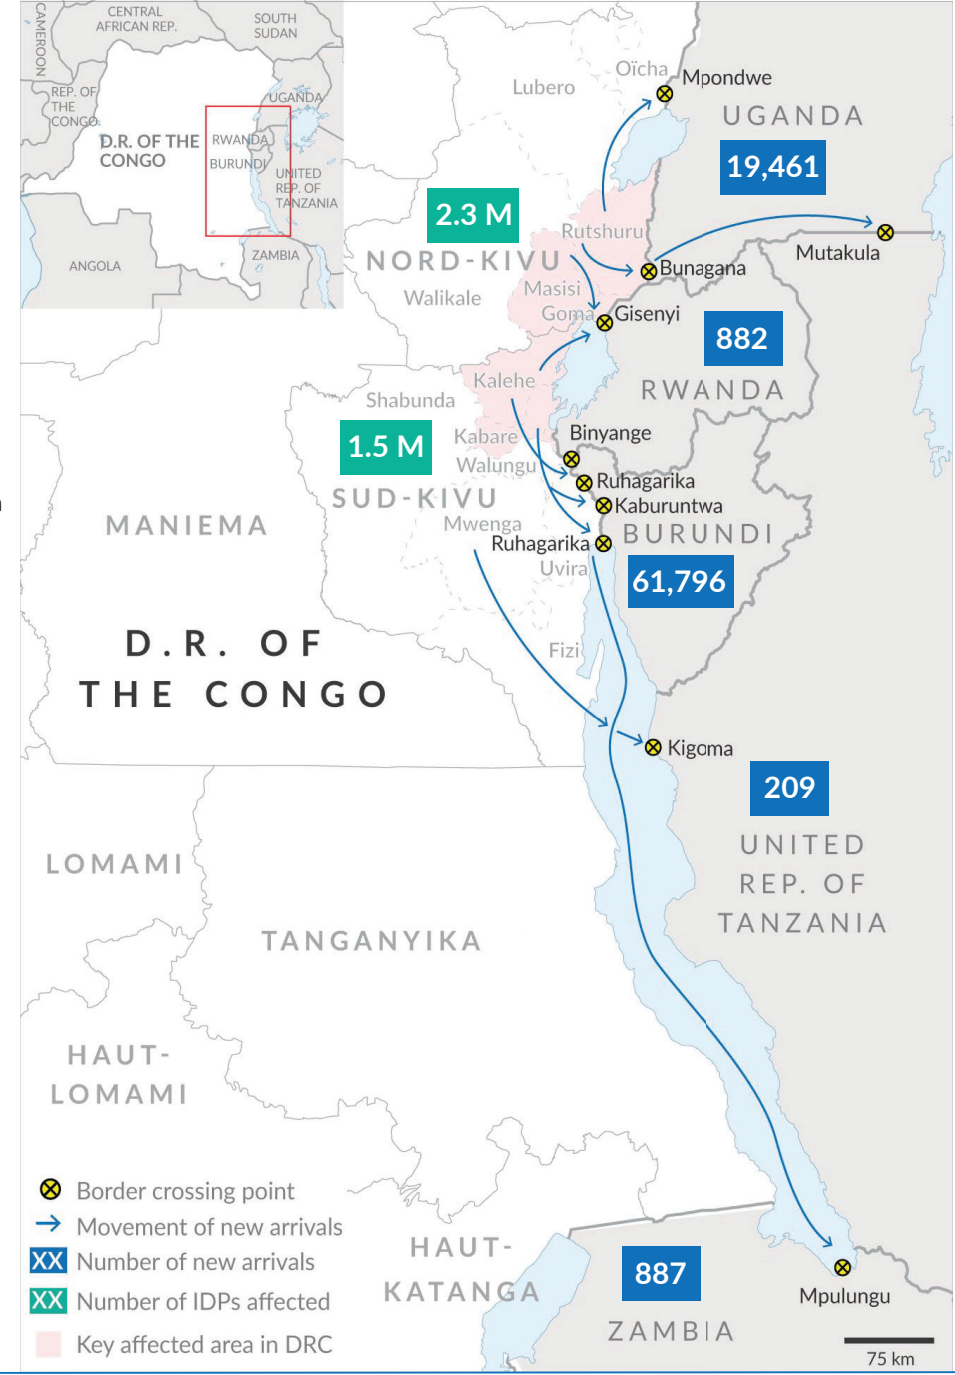 CAMEROON
CENTRAL
AFRICAN REP.
SOUTH
SUDAN
REP. OF
THE
CONGO
UGANDA
D.R. OF THE
CONGO
RWANDA
BURUNDI
UNITED
REP. OF
TANZANIA
ANGOLA
ZAMBIA
Oïcha
Mpondwe
Lubero
UGANDA
19,461
2.3 M
Rutshuru
NORD-KIVU
Mutakula
Bunagana
Masisi
Walikale
Goma
Gisenyi
882
RWANDA
Kalehe
Shabunda
1.5 M
Kabare
Binyange
Walungu
Ruhagarika
SUD-KIVU
Kaburuntwa
MANIEMA
Mwenga
BURUNDI
Ruhagarika
Uvira
61,796
D.R. OF
THE CONGO
Fizi
Kigoma
209
UNITED
REP. OF
TANZANIA
LOMAMI
TANGANYIKA
HAUT-
LOMAMI
Border crossing point
Movement of new arrivals
XX Number of new arrivals
XX Number of IDPs affected
Key affected area in DRC
HAUT-
KATANGA
887
ZAMBIA
Mpulungu
75 km